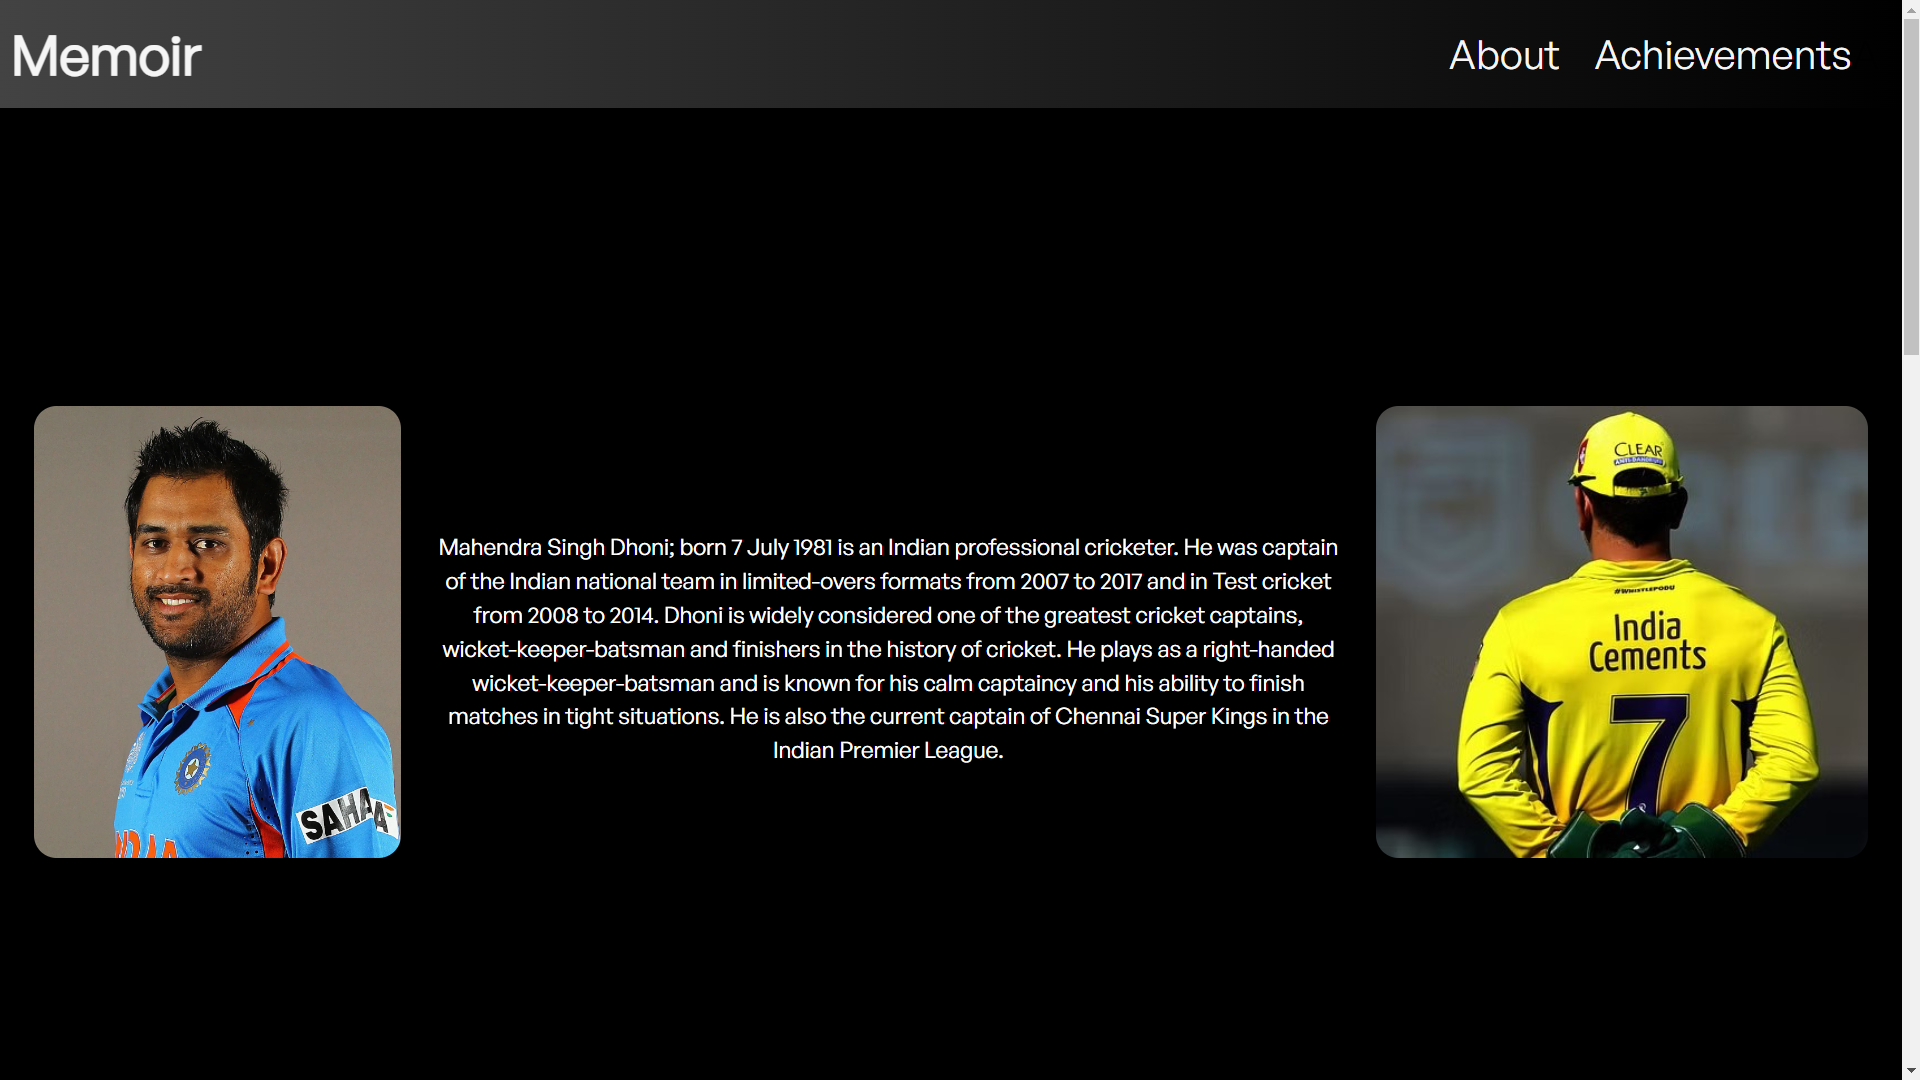 Memoir
About Achievements
Mahendra Singh Dhoni; born 7 July 1981 is an Indian professional cricketer. He was captain
of the Indian national team in limited-overs formats from 2007 to 2017 and in Test cricket
from 2008 to 2014. Dhoni is widely considered one of the greatest cricket captains,
wicket-keeper-batsman and finishers in the history of cricket. He plays as a right-handed
wicket-keeper-batsman and is known for his calm captaincy and his ability to finish
matches in tight situations. He is also the current captain of Chennai Super Kings in the
Indian Premier League.
SAHA
INDIA
CLEAR
#WHISTLEPODU
India
Cements
7